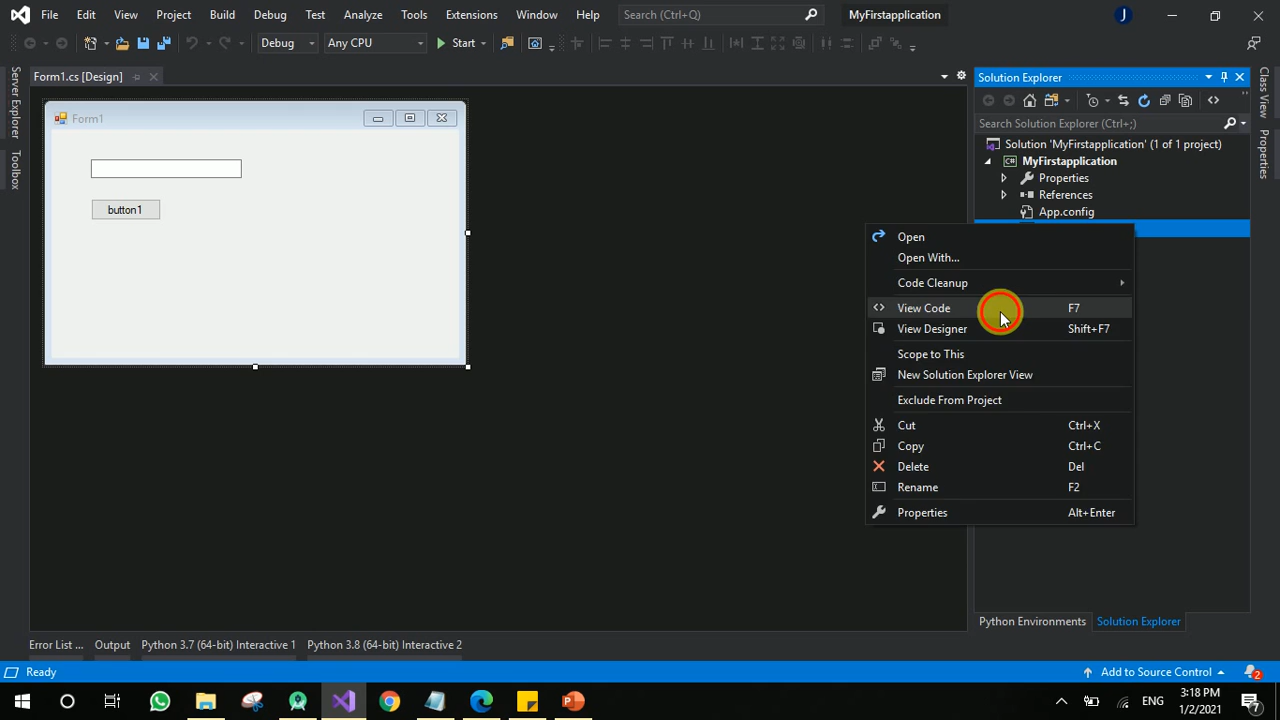 File Edit View Project Build Debug Test Analyze Tools Extensions Window Help Search (Ctrl+Q) MyFirstapplication J
Debug Any CPU Start
Form1.cs [Design]
Solution Explorer
Server Explorer
Toolbox
Class View
Properties
Search Solution Explorer (Ctrl+;)
Form1
button1
Solution 'MyFirstapplication' (1 of 1 project)
C# MyFirstapplication
Properties
References
App.config
Open
Open With...
Code Cleanup
View Code F7
View Designer Shift+F7
Scope to This
New Solution Explorer View
Exclude From Project
Cut Ctrl+X
Copy Ctrl+C
Delete Del
Rename F2
Properties Alt+Enter
Python Environments Solution Explorer
Error List ... Output Python 3.7 (64-bit) Interactive 1 Python 3.8 (64-bit) Interactive 2
Ready Add to Source Control 2
ENG 3:18 PM
1/2/2021 7